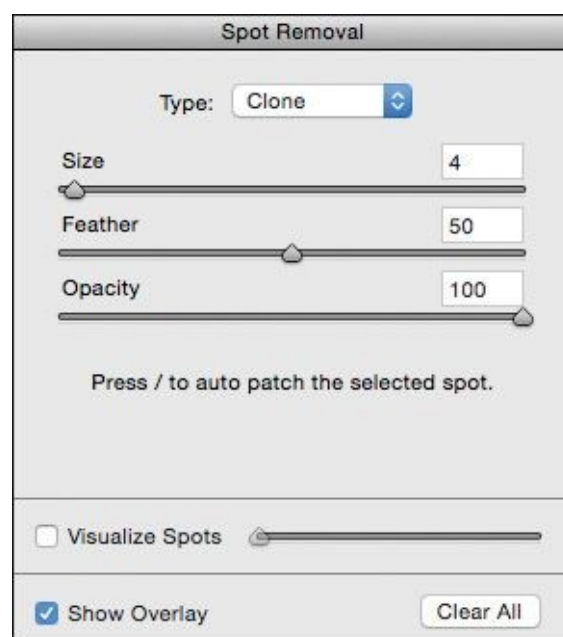 Spot Removal
Type: Clone
Size 4
Feather 50
Opacity 100
Press / to auto patch the selected spot.
Visualize Spots
Show Overlay Clear All